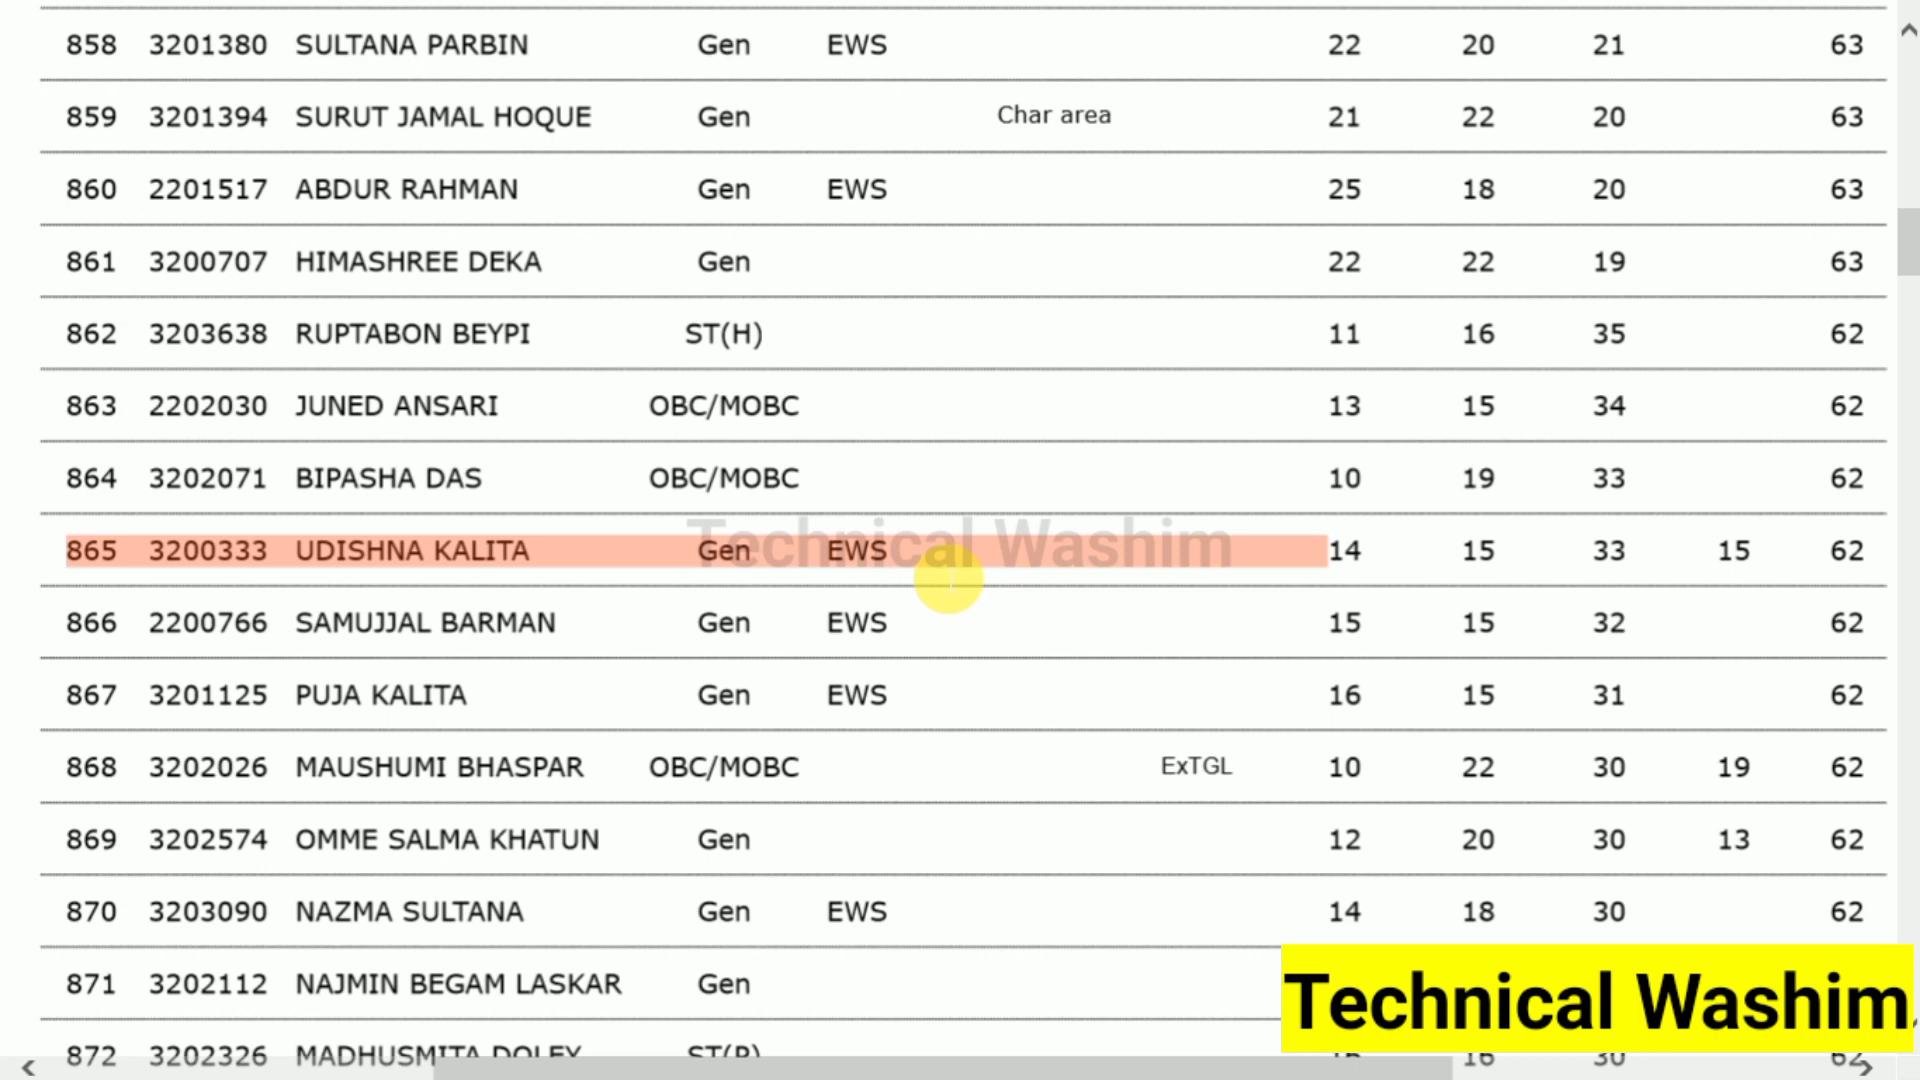 858 3201380 SULTANA PARBIN Gen EWS 22 20 21 63
859 3201394 SURUT JAMAL HOQUE Gen Char area 21 22 20 63
860 2201517 ABDUR RAHMAN Gen EWS 25 18 20 63
861 3200707 HIMASHREE DEKA Gen 22 22 19 63
862 3203638 RUPTABON BEYPI ST(H) 11 16 35 62
863 2202030 JUNED ANSARI OBC/MOBC 13 15 34 62
864 3202071 BIPASHA DAS OBC/MOBC 10 19 33 62
Technical Washim
865 3200333 UDISHNA KALITA Gen EWS 14 15 33 15 62
866 2200766 SAMUJJAL BARMAN Gen EWS 15 15 32 62
867 3201125 PUJA KALITA Gen EWS 16 15 31 62
868 3202026 MAUSHUMI BHASPAR OBC/MOBC ExTGL 10 22 30 19 62
869 3202574 OMME SALMA KHATUN Gen 12 20 30 13 62
870 3203090 NAZMA SULTANA Gen EWS 14 18 30 62
871 3202112 NAJMIN BEGAM LASKAR Gen
Technical Washim
872 3202326 MADHUSMITA DOLEY ST(P) 16 16 30 62